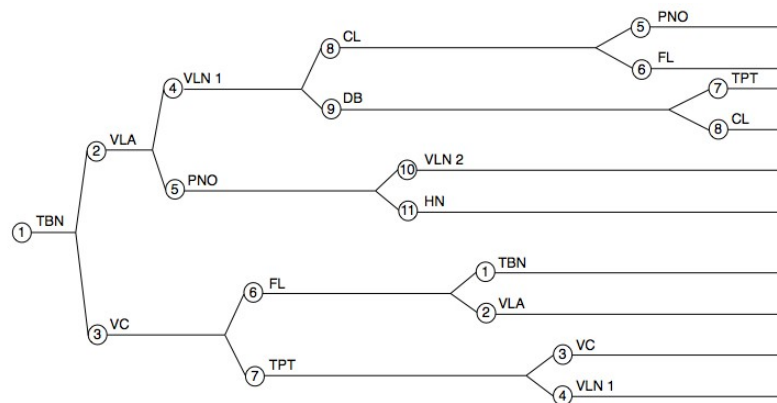 5 PNO
8 CL
6 FL
4 VLN 1
7 TPT
9 DB
8 CL
2 VLA
10 VLN 2
5 PNO
11 HN
1 TBN
1 TBN
6 FL
2 VLA
3 VC
3 VC
7 TPT
4 VLN 1